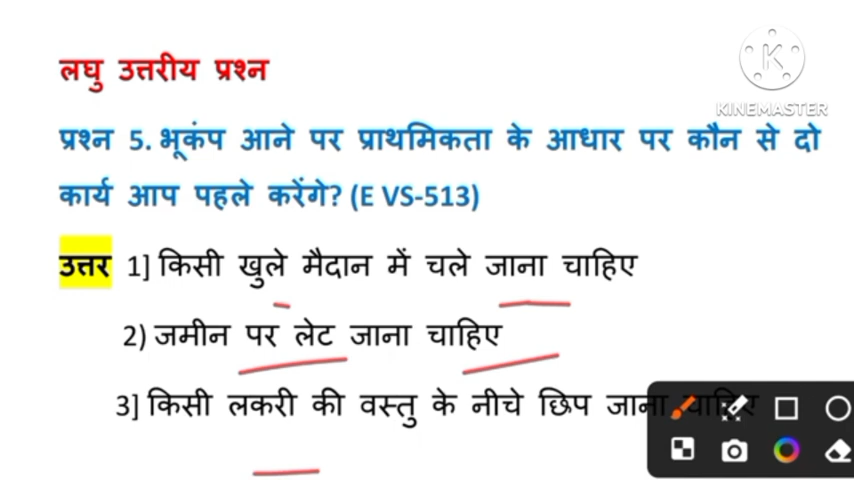 लघु उत्तरीय प्रश्न
KINEMASTER
प्रश्न 5. भूकंप आने पर प्राथमिकता के आधार पर कौन से दो
कार्य आप पहले करेंगे? (E VS-513)
उत्तर 1] किसी खुले मैदान में चले जाना चाहिए
2) जमीन पर लेट जाना चाहिए
3] किसी लकरी की वस्तु के नीचे छिप जाना चाहिए